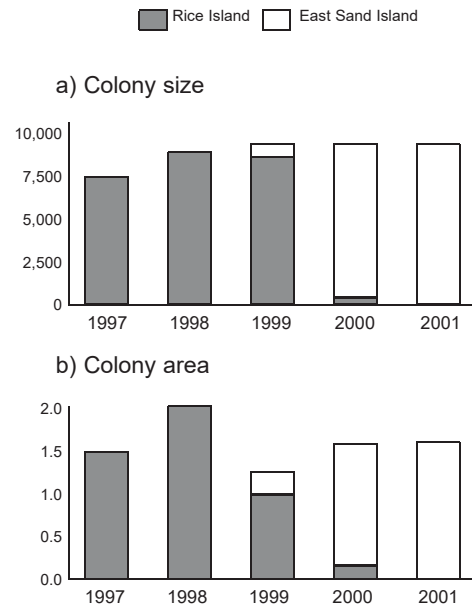 Rice Island East Sand Island
a) Colony size
10,000
7,500
5,000
2,500
0
1997 1998 1999 2000 2001
b) Colony area
2.0
1.5
1.0
0.5
0.0
1997 1998 1999 2000 2001